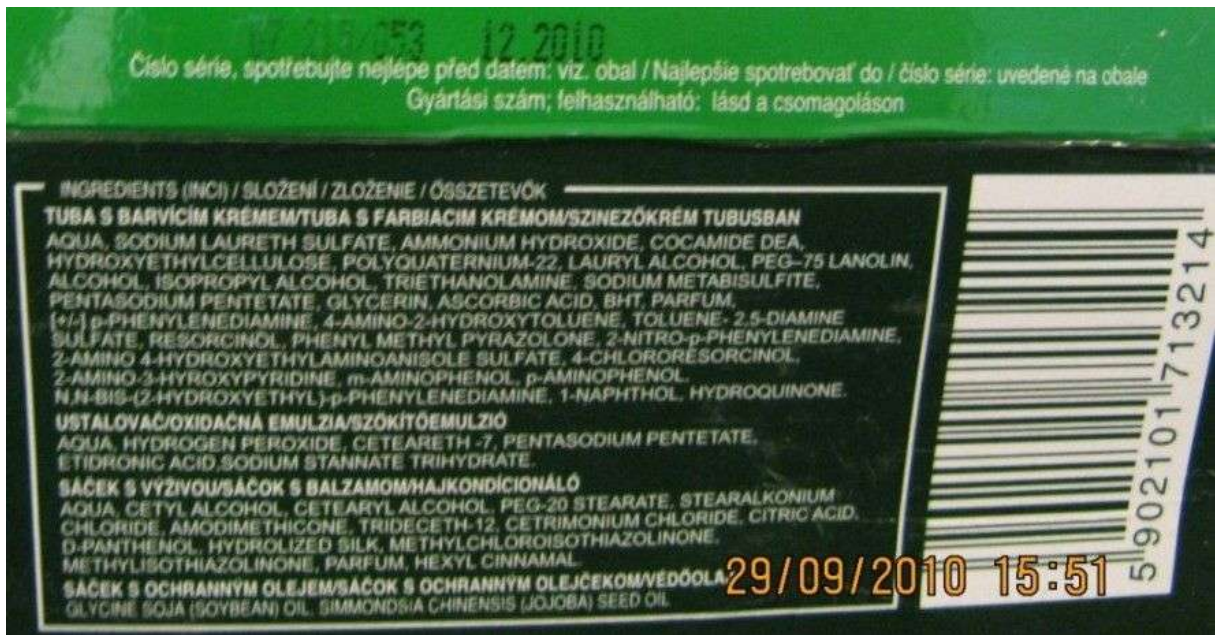 07 215/053 12.2010
Číslo série, spotřebujte nejlépe před datem: viz. obal / Najlepšie spotrebovať do / číslo série: uvedené na obale
Gyártási szám; felhasználható: lásd a csomagoláson
INGREDIENTS (INCI) / SLOŽENÍ / ZLOŽENIE / ÖSSZETEVŐK
TUBA S BARVÍCÍM KRÉMEM/TUBA S FARBIACIM KRÉMOM/SZINEZŐKRÉM TUBUSBAN
AQUA, SODIUM LAURETH SULFATE, AMMONIUM HYDROXIDE, COCAMIDE DEA,
HYDROXYETHYLCELLULOSE, POLYQUATERNIUM-22, LAURYL ALCOHOL, PEG–75 LANOLIN,
ALCOHOL, ISOPROPYL ALCOHOL, TRIETHANOLAMINE, SODIUM METABISULFITE,
PENTASODIUM PENTETATE, GLYCERIN, ASCORBIC ACID, BHT, PARFUM,
[+/-] p-PHENYLENEDIAMINE, 4-AMINO-2-HYDROXYTOLUENE, TOLUENE- 2,5-DIAMINE
SULFATE, RESORCINOL, PHENYL METHYL PYRAZOLONE, 2-NITRO-p-PHENYLENEDIAMINE,
2-AMINO 4-HYDROXYETHYLAMINOANISOLE SULFATE, 4-CHLORORESORCINOL,
2-AMINO-3-HYROXYPYRIDINE, m-AMINOPHENOL, p-AMINOPHENOL,
N,N-BIS-(2-HYDROXYETHYL)-p-PHENYLENEDIAMINE, 1-NAPHTHOL, HYDROQUINONE.
USTALOVAČ/OXIDAČNÁ EMULZIA/SZŐKÍTŐEMULZIÓ
AQUA, HYDROGEN PEROXIDE, CETEARETH -7, PENTASODIUM PENTETATE,
ETIDRONIC ACID,SODIUM STANNATE TRIHYDRATE.
SÁČEK S VÝŽIVOU/SÁČOK S BALZAMOM/HAJKONDÍCIONÁLÓ
AQUA, CETYL ALCOHOL, CETEARYL ALCOHOL, PEG-20 STEARATE, STEARALKONIUM
CHLORIDE, AMODIMETHICONE, TRIDECETH-12, CETRIMONIUM CHLORIDE, CITRIC ACID,
D-PANTHENOL, HYDROLIZED SILK, METHYLCHLOROISOTHIAZOLINONE,
METHYLISOTHIAZOLINONE, PARFUM, HEXYL CINNAMAL.
SÁČEK S OCHRANNÝM OLEJEM/SÁČOK S OCHRANNÝM OLEJČEKOM/VÉDŐOLA
GLYCINE SOJA (SOYBEAN) OIL, SIMMONDSIA CHINENSIS (JOJOBA) SEED OIL
5 902101 713214
29/09/2010 15:51